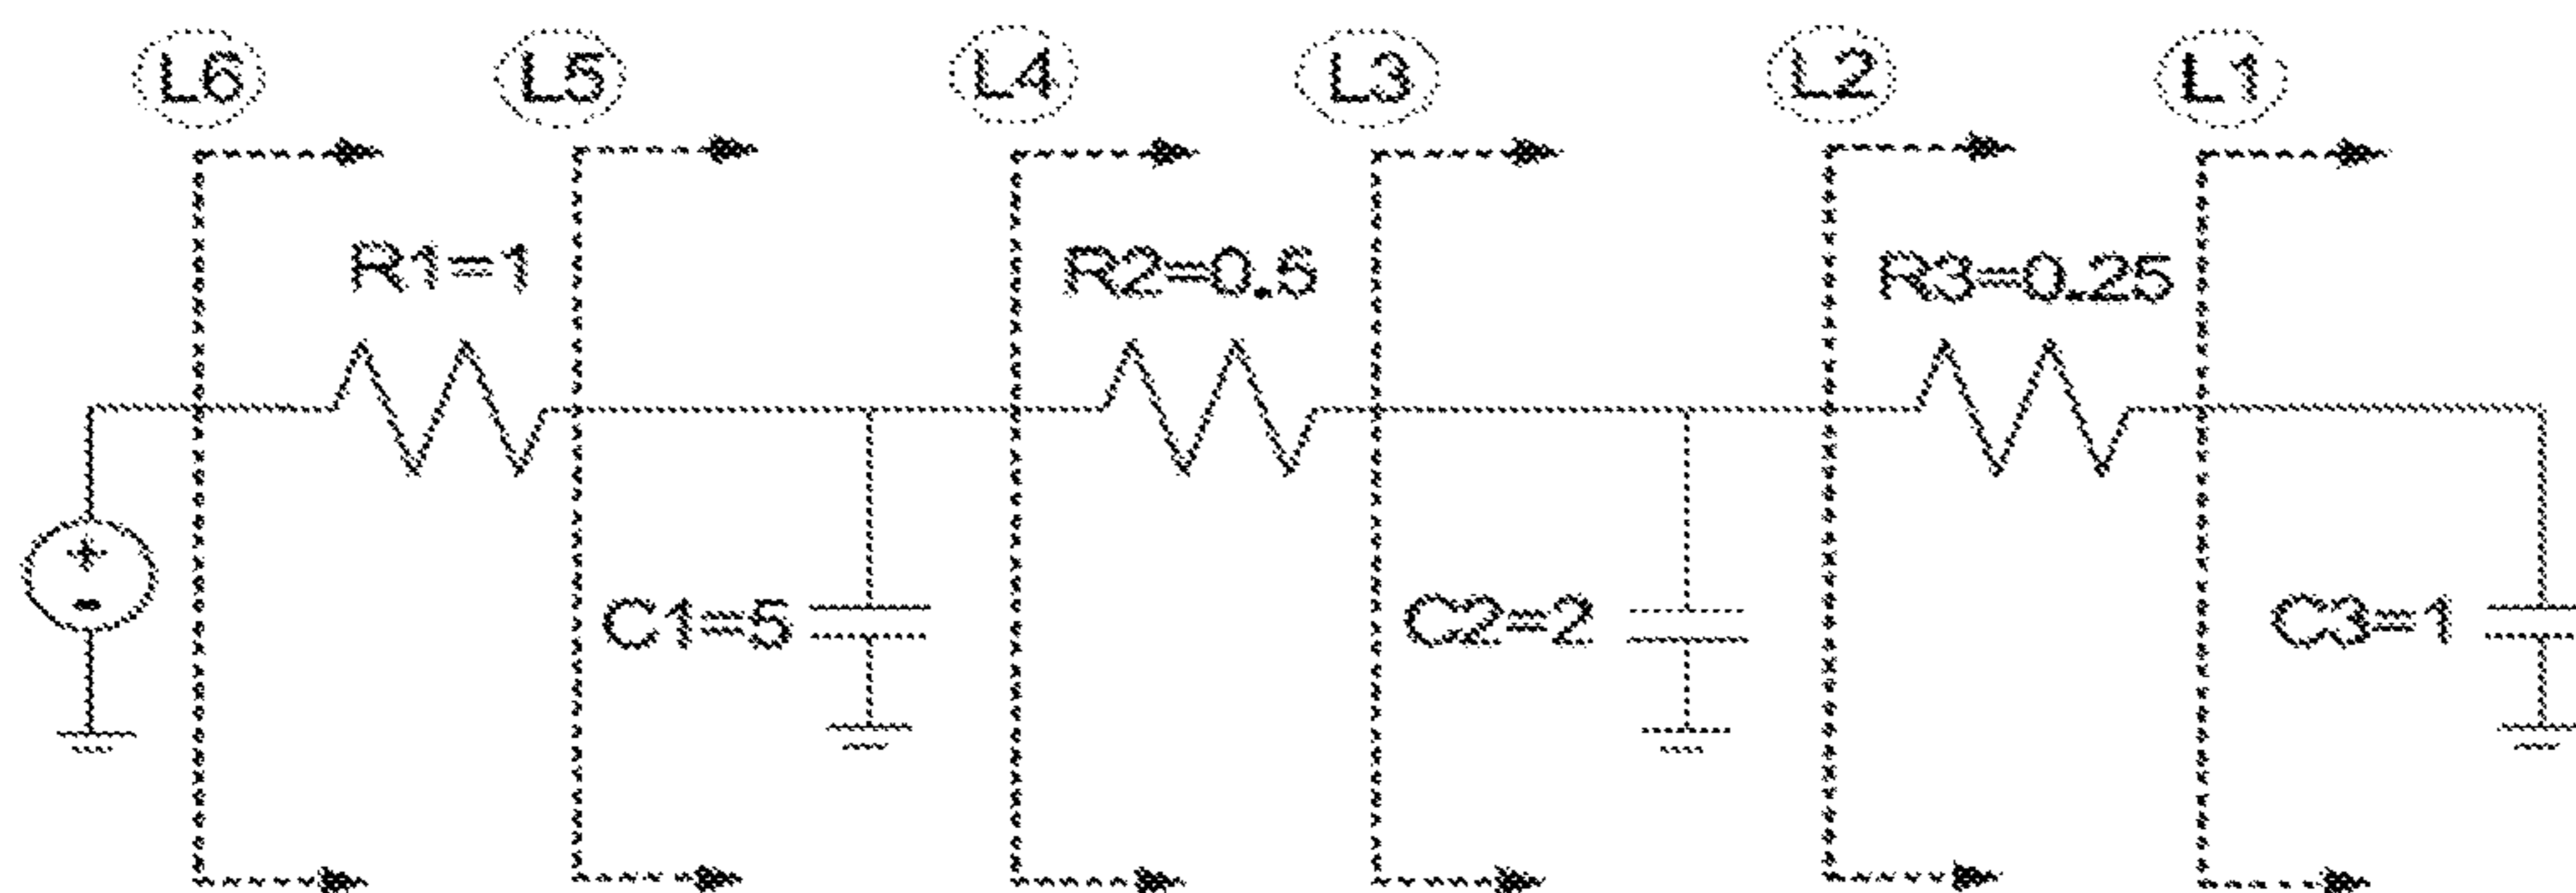 L6 L5 L4 L3 L2 L1
R1=1 R2=0.5 R3=0.25
+
-
C1=5 C2=2 C3=1